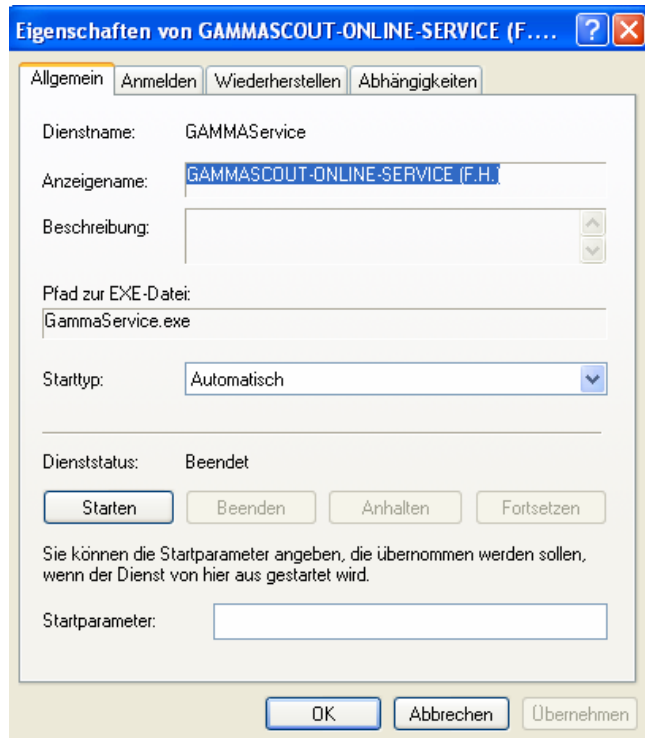 Eigenschaften von GAMMASCOUT-ONLINE-SERVICE (F....
Allgemein Anmelden Wiederherstellen Abhängigkeiten
Dienstname: GAMMAService
Anzeigename: GAMMASCOUT-ONLINE-SERVICE (F.H.)
Beschreibung:
Pfad zur EXE-Datei:
GammaService.exe
Starttyp: Automatisch
Dienststatus: Beendet
Starten Beenden Anhalten Fortsetzen
Sie können die Startparameter angeben, die übernommen werden sollen,
wenn der Dienst von hier aus gestartet wird.
Startparameter:
OK Abbrechen Übernehmen